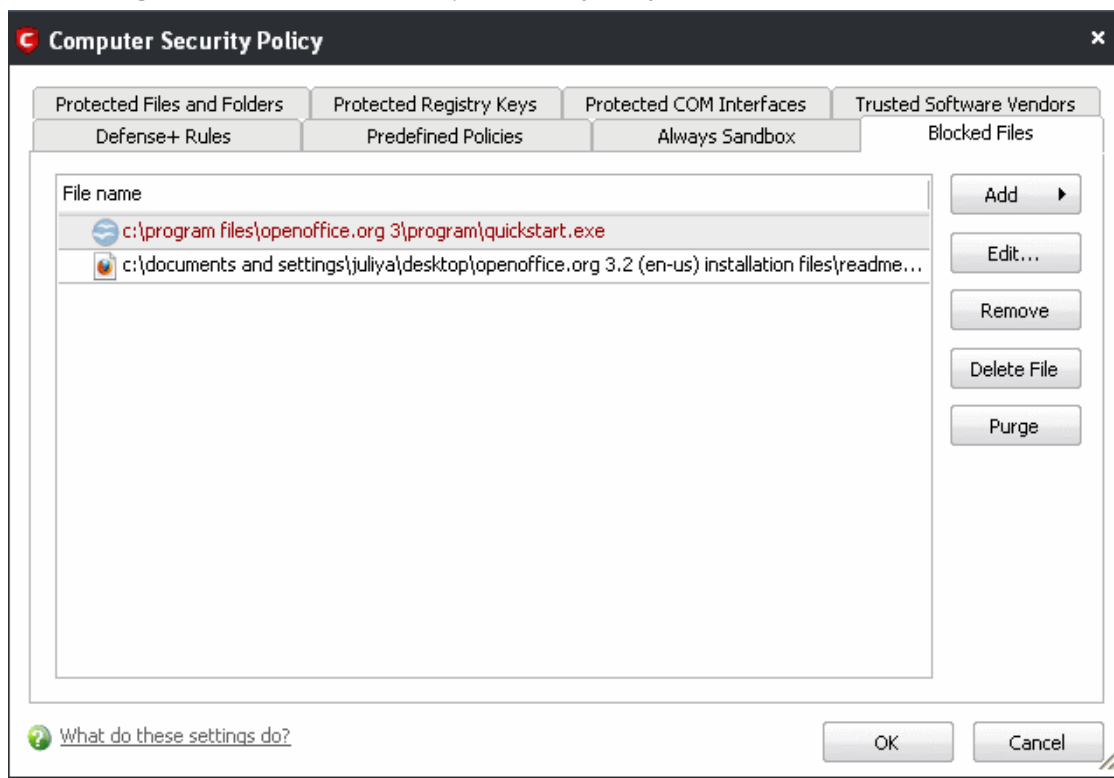 Computer Security Policy
Protected Files and Folders Protected Registry Keys Protected COM Interfaces Trusted Software Vendors
Defense+ Rules Predefined Policies Always Sandbox Blocked Files
File name
c:\program files\openoffice.org 3\program\quickstart.exe
c:\documents and settings\juliya\desktop\openoffice.org 3.2 (en-us) installation files\readme...
Add
Edit...
Remove
Delete File
Purge
What do these settings do?
OK Cancel